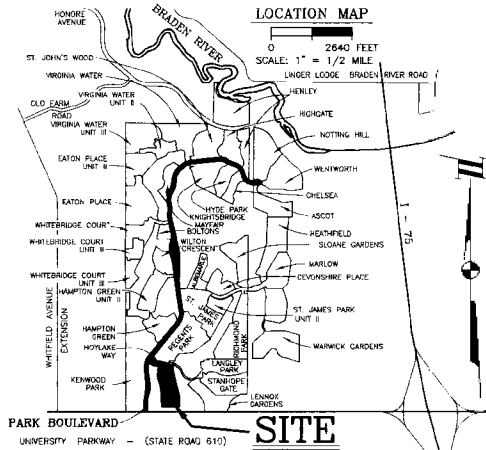 HONORE
AVENUE
BRADEN RIVER
LOCATION MAP
0 2640 FEET
SCALE: 1" = 1/2 MILE
LINGER LODGE BRADEN RIVER ROAD
ST. JOHN'S WOOD
VIRGINIA WATER
VIRGINIA WATER
UNIT II
OLD FARM
ROAD
VIRGINIA WATER
UNIT III
EATON PLACE
UNIT II
EATON PLACE
WHITEBRIDGE COURT
WHITEBRIDGE COURT
UNIT II
WHITEBRIDGE COURT
UNIT III
HAMPTON GREEN
UNIT II
HAMPTON
GREEN
HOYLAKE
WAY
KENWOOD
PARK
WHITFIELD AVENUE
EXTENSION
HENLEY
HIGHGATE
NOTTING HILL
WENTWORTH
CHELSEA
ASCOT
HEATHFIELD
SLOANE GARDENS
MARLOW
DEVONSHIRE PLACE
ST. JAMES PARK
UNIT II
WARWICK GARDENS
HYDE PARK
KNIGHTSBRIDGE
MAYFAIR
BOLTONS
WILTON
CRESCENT
ALBEMARLE
ST. JAMES
PARK
REGENTS
PARK
RICHMOND
PARK
LANGLEY
PARK
STANHOPE
GATE
LENNOX
GARDENS
I - 75
PARK BOULEVARD
UNIVERSITY PARKWAY - (STATE ROAD 610)
SITE